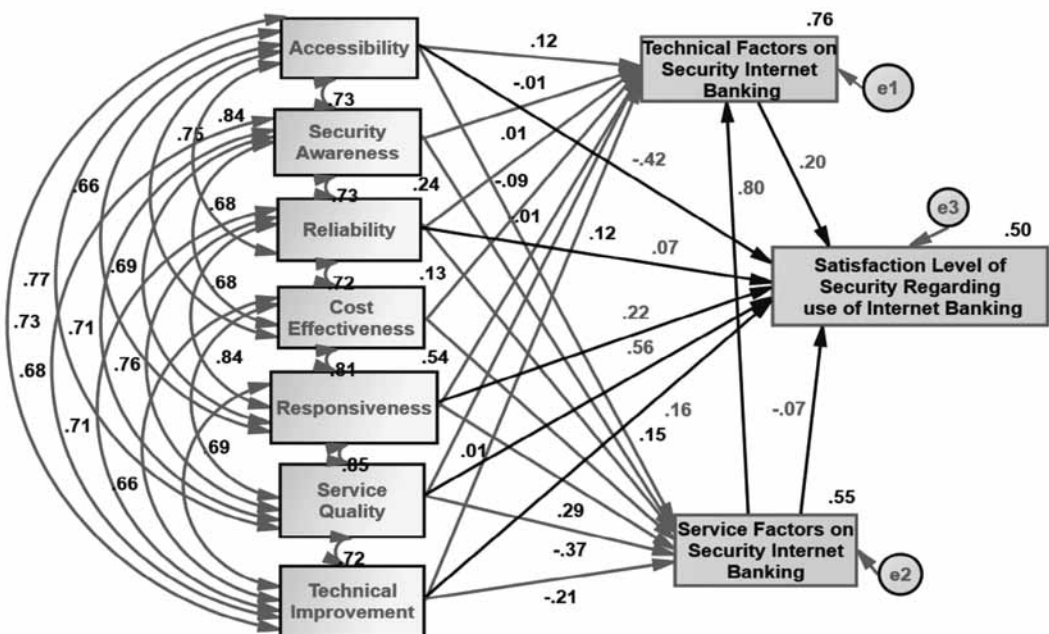 Accessibility
Security
Awareness
Reliability
Cost
Effectiveness
Responsiveness
Service
Quality
Technical
Improvement
.76
Technical Factors on
Security Internet
Banking
e1
e3
.50
Satisfaction Level of
Security Regarding
use of Internet Banking
.55
Service Factors on
Security Internet
Banking
e2
.73
.73
.72
.81
.85
.72
.84
.75
.66
.68
.77
.69
.68
.73
.71
.68
.76
.84
.71
.69
.66
.12
-.01
.01
-.09
.01
.24
.13
.54
.01
-.42
.12
.07
.22
.56
.16
.15
.29
-.37
-.21
.80
.20
-.07